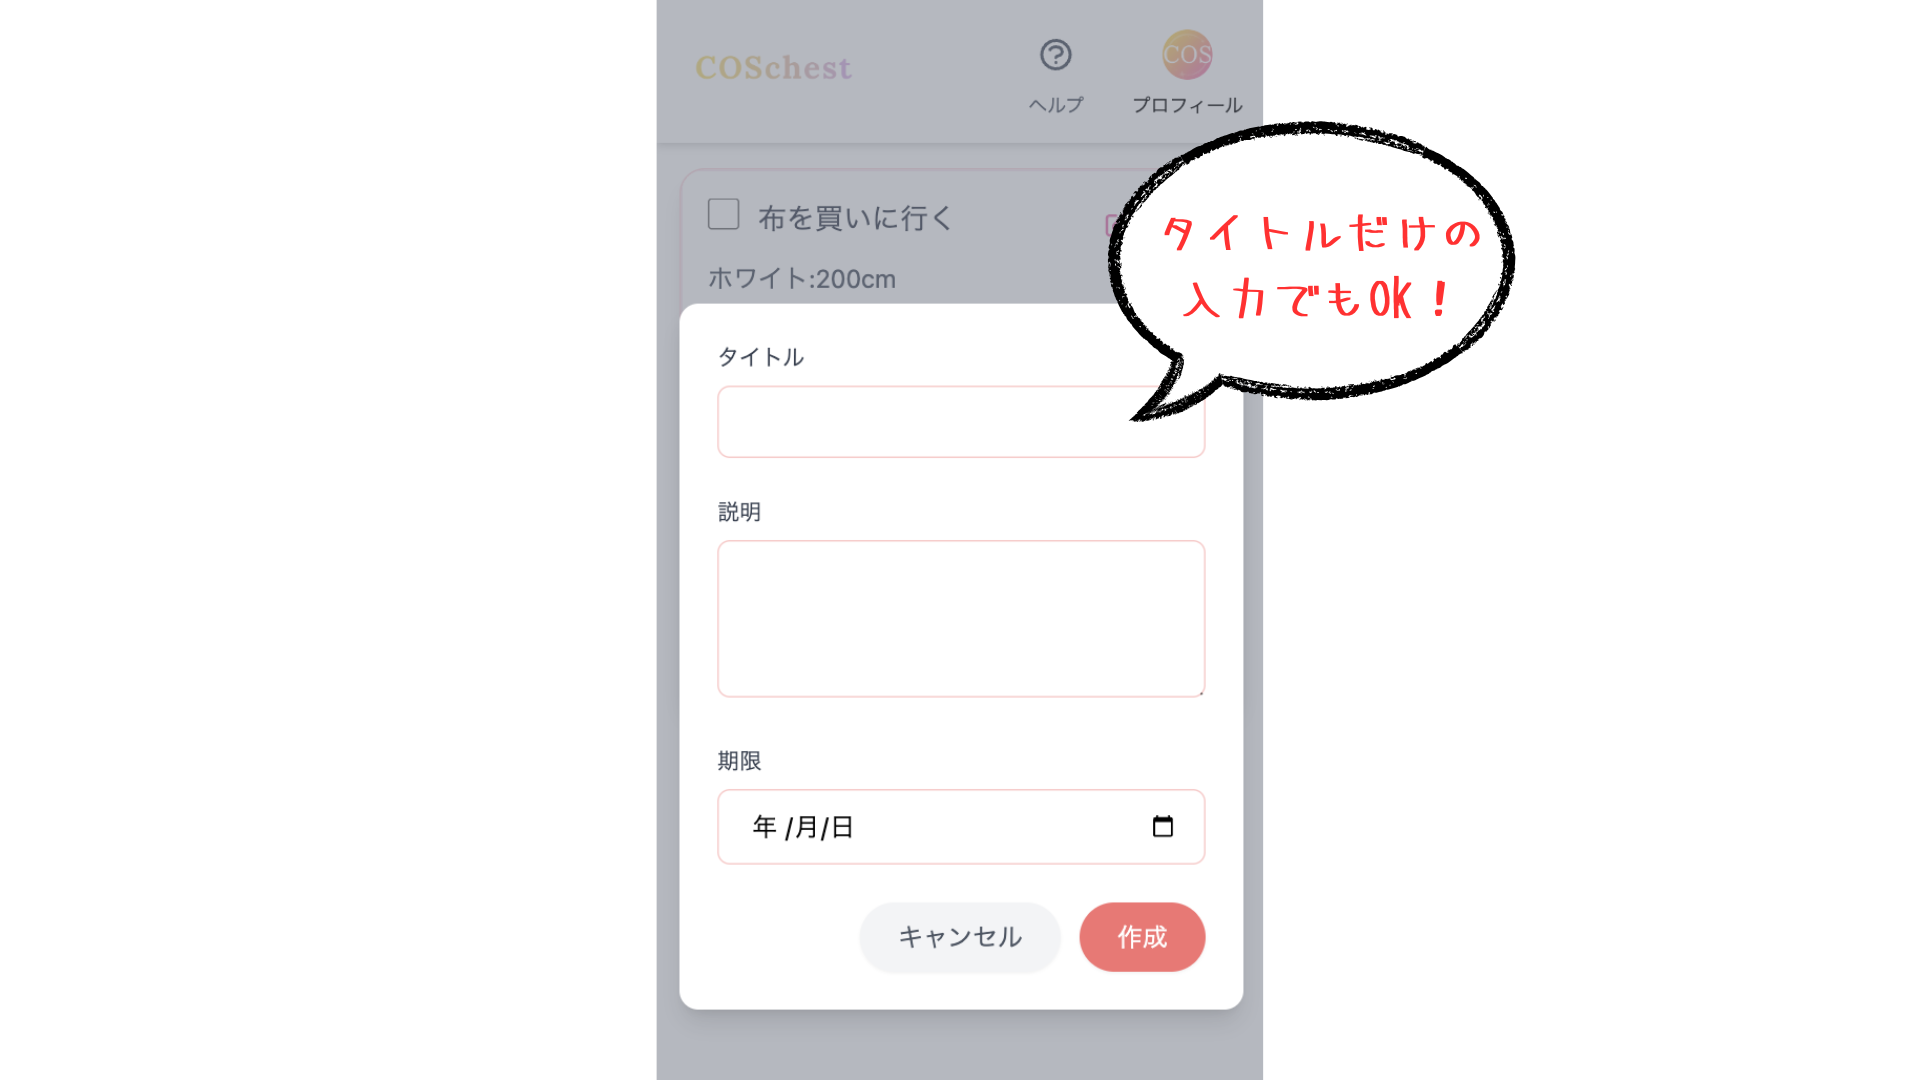 COSchest
ヘルプ
COS
プロフィール
布を買いに行く
ホワイト:200cm
タイトルだけの
入力でもOK!
タイトル
説明
期限
年 /月/日
キャンセル
作成